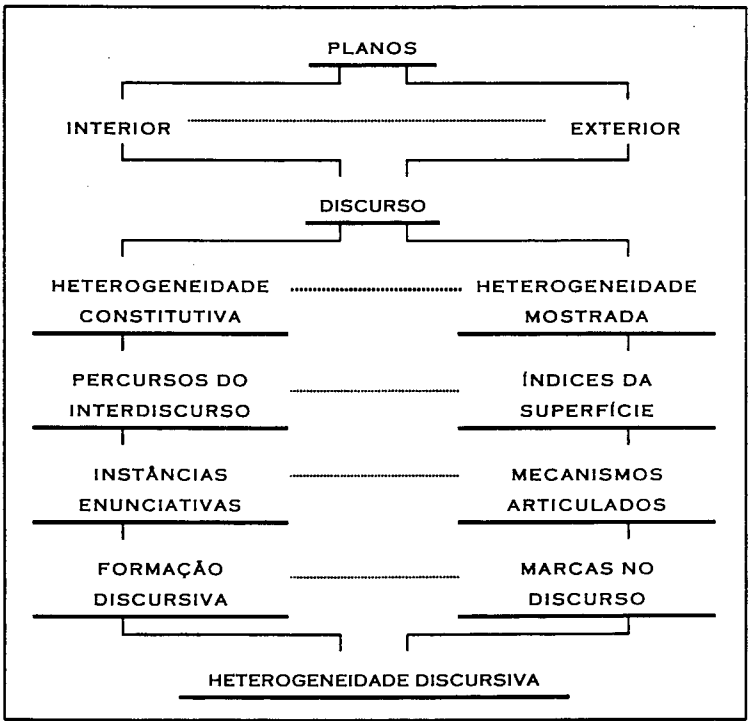 PLANOS
INTERIOR
EXTERIOR
DISCURSO
HETEROGENEIDADE
CONSTITUTIVA
HETEROGENEIDADE
MOSTRADA
PERCURSOS DO
INTERDISCURSO
ÍNDICES DA
SUPERFÍCIE
INSTÂNCIAS
ENUNCIATIVAS
MECANISMOS
ARTICULADOS
FORMAÇÃO
DISCURSIVA
MARCAS NO
DISCURSO
HETEROGENEIDADE DISCURSIVA